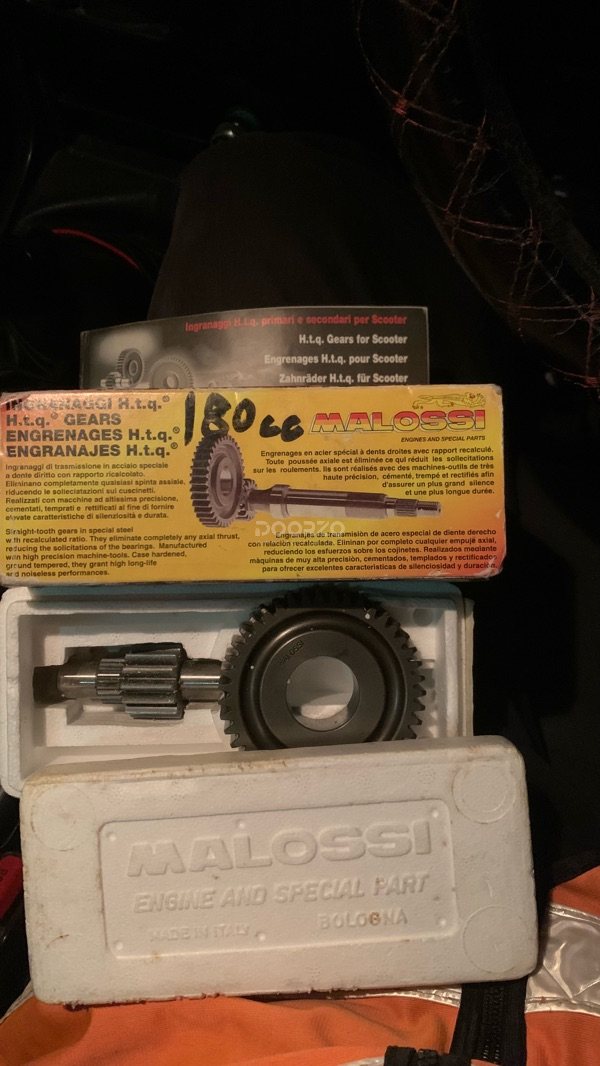 Ingranaggi H.t.q. primari e secondari per Scooter
H.t.q. Gears for Scooter
Engrenages H.t.q. pour Scooter
Zahnräder H.t.q. für Scooter
INGRANAGGI H.t.q.®
H.t.q.® GEARS
ENGRENAGES H.t.q.®
ENGRANAJES H.t.q.®
180cc
MALOSSI
ENGINES AND SPECIAL PARTS
Ingranaggi di trasmissione in acciaio speciale
a dente diritto con rapporto ricalcolato.
Eliminano completamente qualsiasi spinta assiale,
riducendo le sollecitazioni sui cuscinetti.
Realizzati con macchine ad altissima precisione,
cementati, temprati e rettificati al fine di fornire
elevate caratteristiche di silenziosità e durata.
Straight-tooth gears in special steel
with recalculated ratio. They eliminate completely any axial thrust,
reducing the solicitations of the bearings. Manufactured
with high precision machine-tools. Case hardened,
ground tempered, they grant high long-life
and noiseless performances.
Engrenages en acier spécial à dents droites avec rapport recalculé.
Toute poussée axiale est éliminée ce qui réduit les sollecitations
sur les roulements. Ils sont réalisés avec des machines-outils de très
haute précision, cémenté, trempé et rectifiés afin
d'assurer un plus grand silence
et une plus longue durée.
DOOPZO
Engranajes de transmisión de acero especial de diente derecho
con relación recalculada. Eliminan por completo cualquier empujé axial,
reduciendo los esfuerzos sobre los cojinetes. Realizados mediante
máquinas de muy alta precisión, cementados, templados y rectificados
para ofrecer excelentes características de silenciosidad y duración.
MALOSSI
ENGINE AND SPECIAL PART
MADE IN ITALY
BOLOGNA